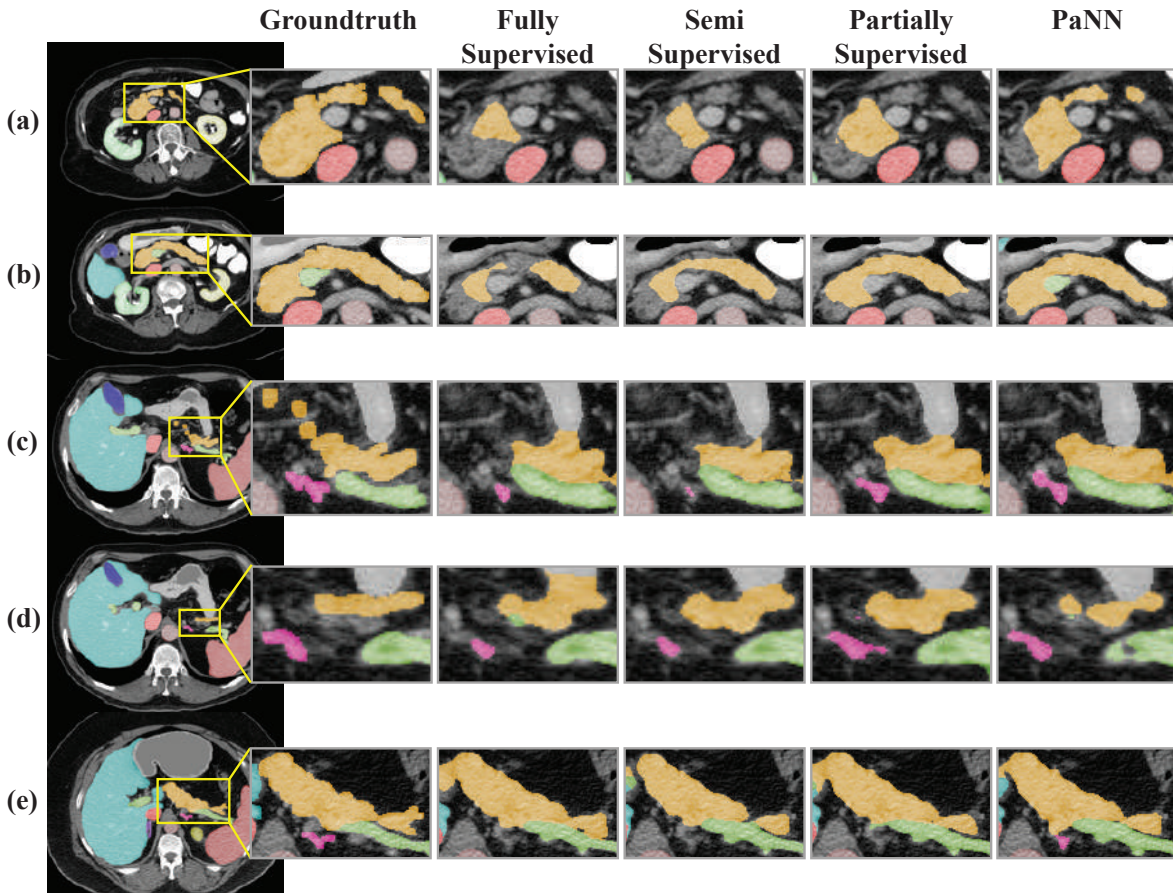 Groundtruth Fully Semi Partially PaNN
Supervised Supervised Supervised
(a)
(b)
(c)
(d)
(e)